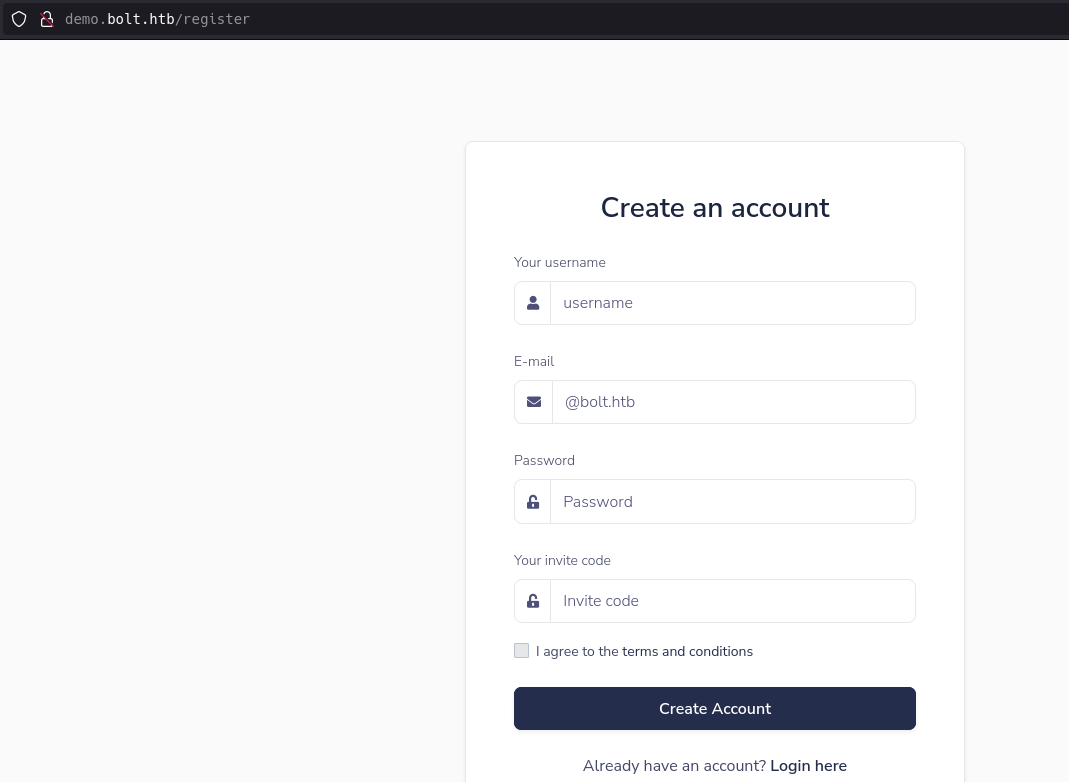 demo.bolt.htb/register
Create an account
Your username
username
E-mail
@bolt.htb
Password
Password
Your invite code
Invite code
I agree to the terms and conditions
Create Account
Already have an account? Login here